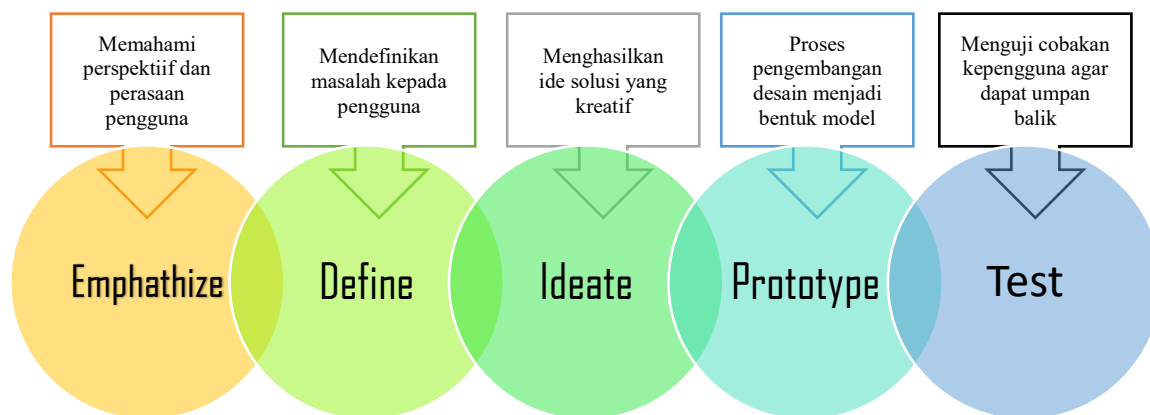 Memahami
perspektiif dan
perasaan
pengguna
Mendefinikan
masalah kepada
pengguna
Menghasilkan
ide solusi yang
kreatif
Proses
pengembangan
desain menjadi
bentuk model
Menguji cobakan
kepengguna agar
dapat umpan
balik
Emphathize
Define
Ideate
Prototype
Test